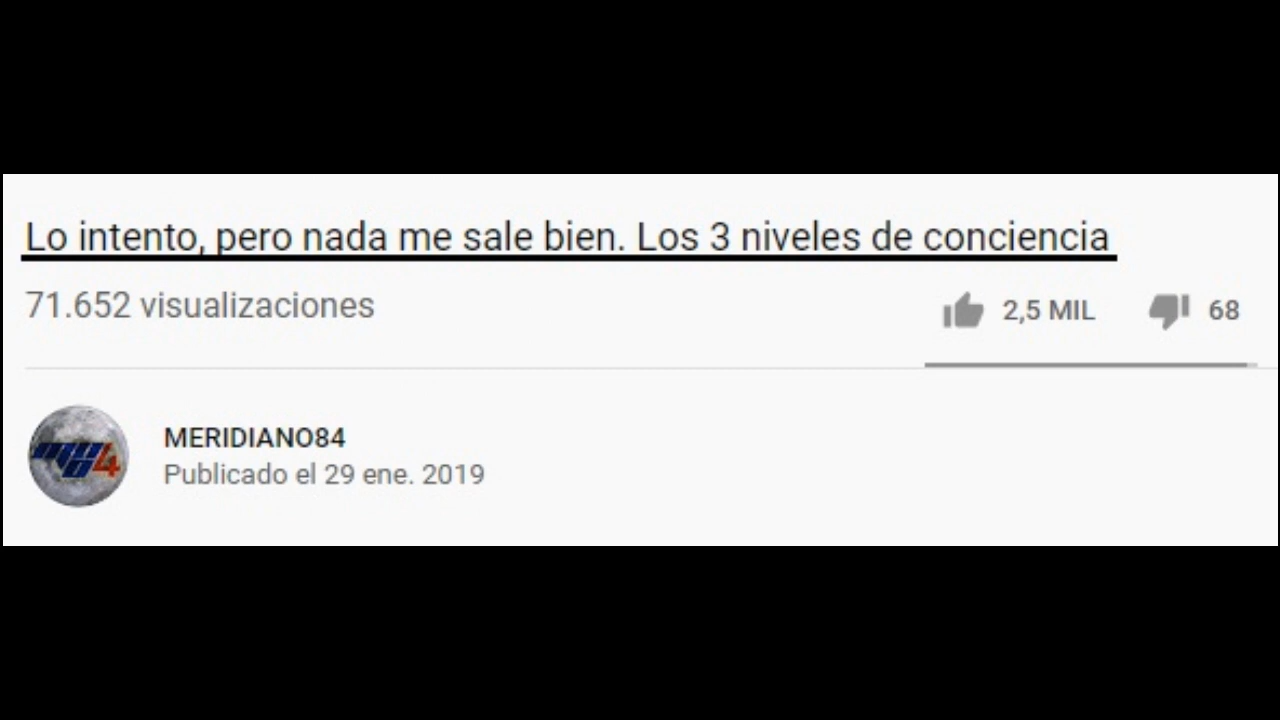 Lo intento, pero nada me sale bien. Los 3 niveles de conciencia
71.652 visualizaciones
2,5 MIL 68
MERIDIANO84
Publicado el 29 ene. 2019